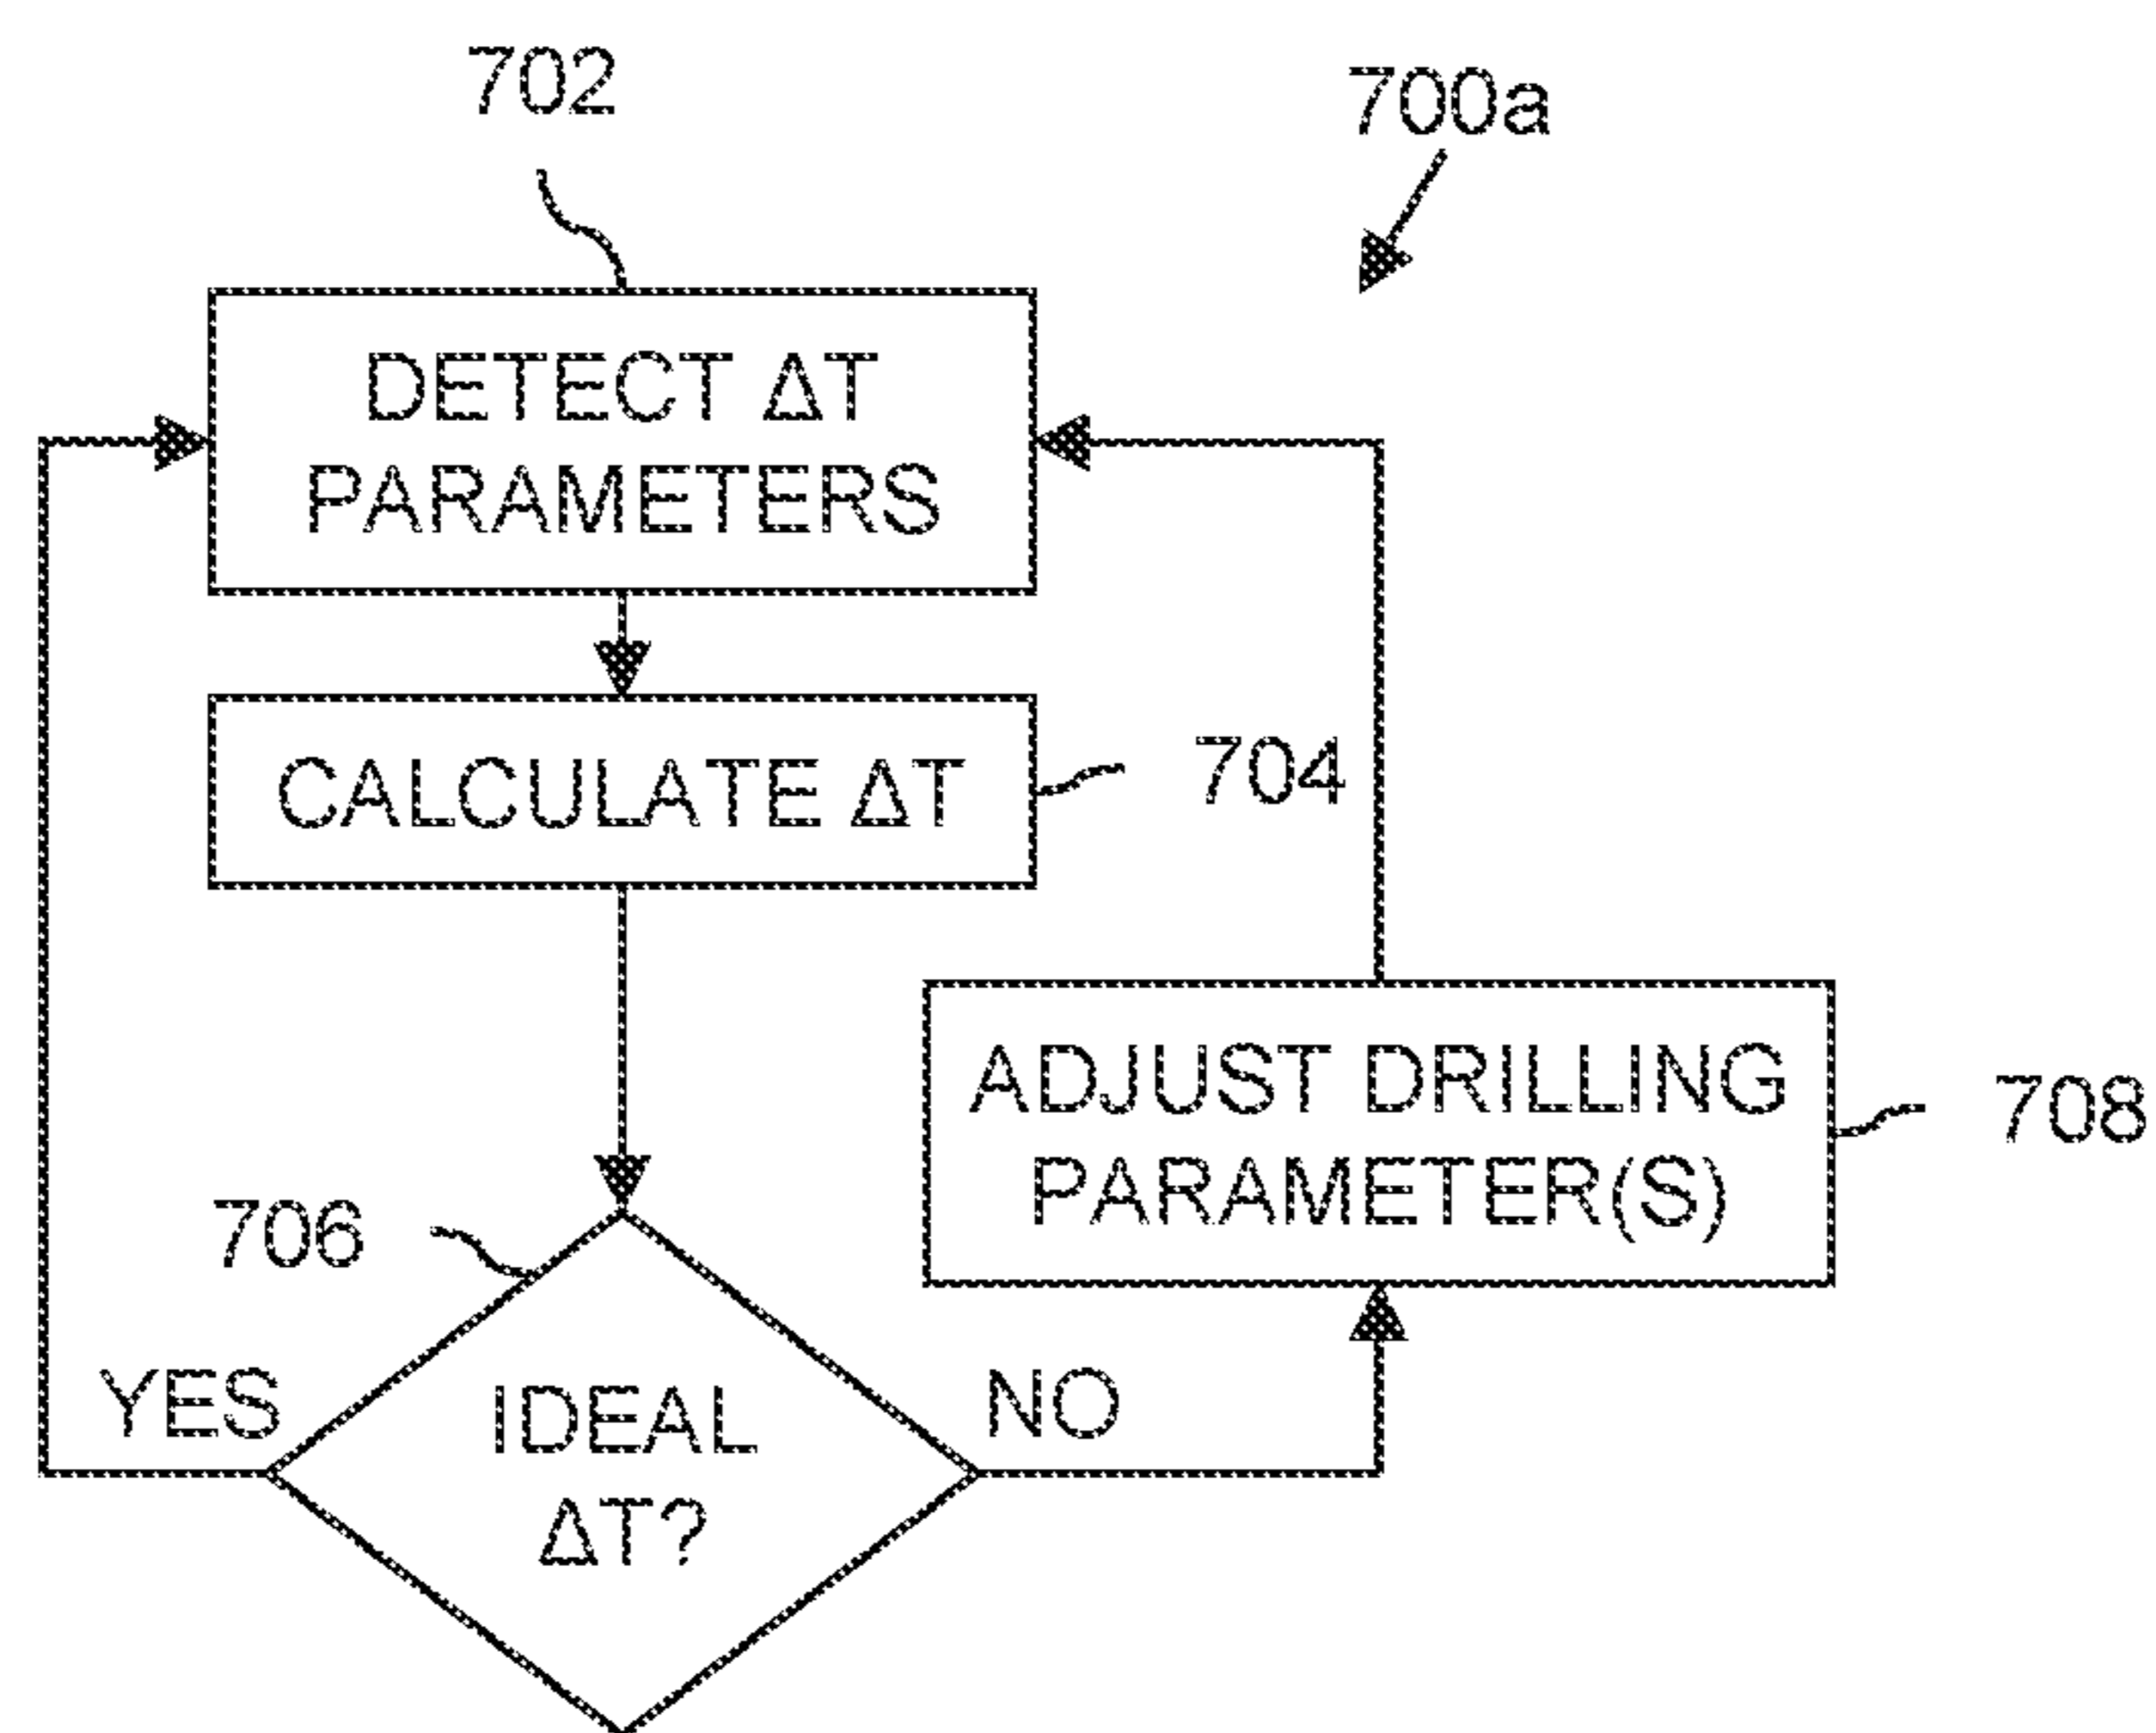 702
700a
DETECT ΔT
PARAMETERS
CALCULATE ΔT
704
ADJUST DRILLING
PARAMETER(S)
708
706
YES
IDEAL
ΔT?
NO